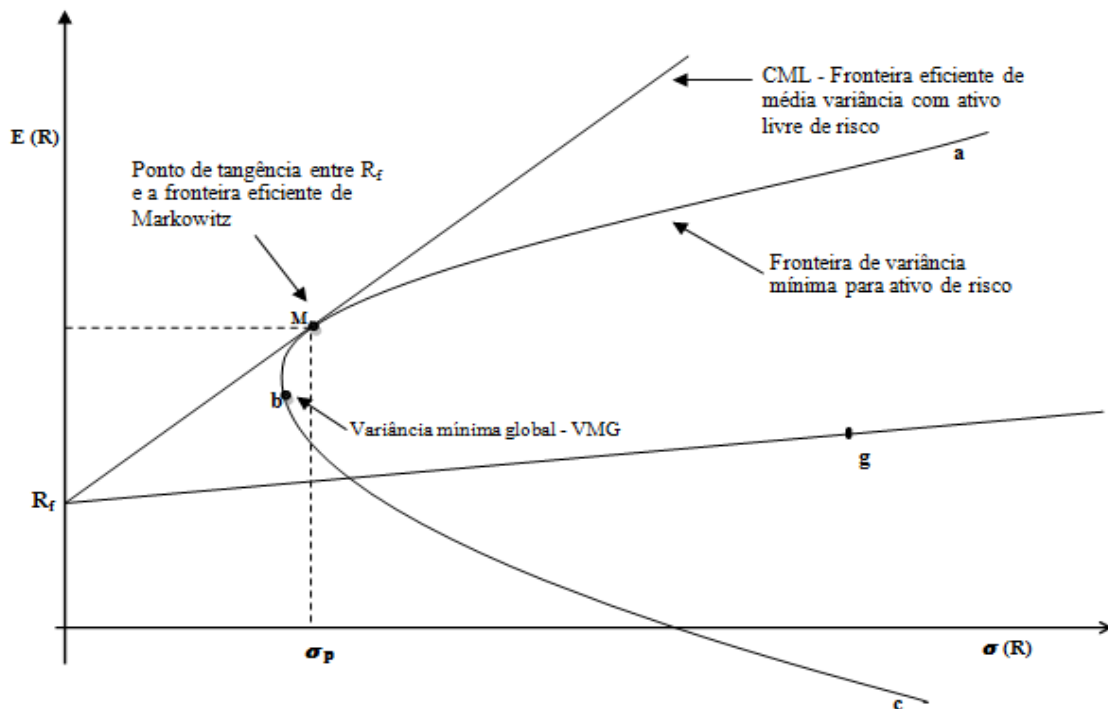 CML - Fronteira eficiente de
média variância com ativo
livre de risco
E (R)
a
Ponto de tangência entre Rf
e a fronteira eficiente de
Markowitz
Fronteira de variância
mínima para ativo de risco
M
b
Variância mínima global - VMG
g
Rf
σp
σ (R)
c